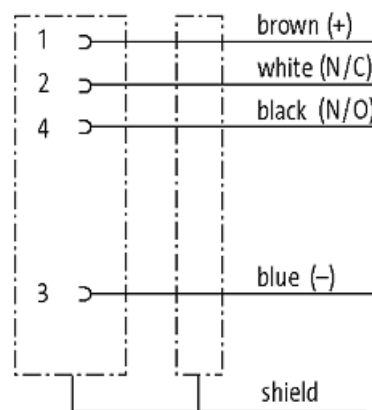 1 brown (+)
2 white (N/C)
4 black (N/O)
3 blue (–)
shield